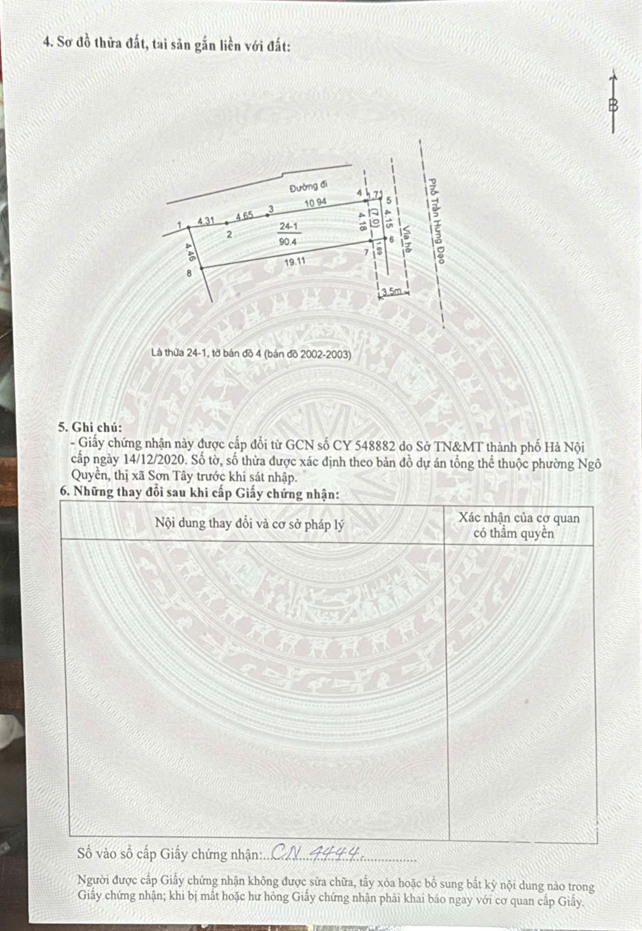 4. Sơ đồ thửa đất, tai sản gắn liền với đất:
B
Đường đi
Phố Trần Hưng Đạo
1 4.31 2 4.65 3 10.94 4 1.71 5
24-1
90.4
4.18
(7.0)
4.15
Vỉa hè
4.46
8
19.11
7
1.69
6
3.5m
Là thửa 24-1, tờ bản đồ 4 (bản đồ 2002-2003)
5. Ghi chú:
- Giấy chứng nhận này được cấp đổi từ GCN số CY 548882 do Sở TN&MT thành phố Hà Nội
cấp ngày 14/12/2020. Số tờ, số thửa được xác định theo bản đồ dự án tổng thể thuộc phường Ngô
Quyền, thị xã Sơn Tây trước khi sát nhập.
6. Những thay đổi sau khi cấp Giấy chứng nhận:
Nội dung thay đổi và cơ sở pháp lý
Xác nhận của cơ quan
có thẩm quyền
Số vào sổ cấp Giấy chứng nhận:..CN 4444..............
Người được cấp Giấy chứng nhận không được sửa chữa, tẩy xóa hoặc bổ sung bất kỳ nội dung nào trong
Giấy chứng nhận; khi bị mất hoặc hư hỏng Giấy chứng nhận phải khai báo ngay với cơ quan cấp Giấy.